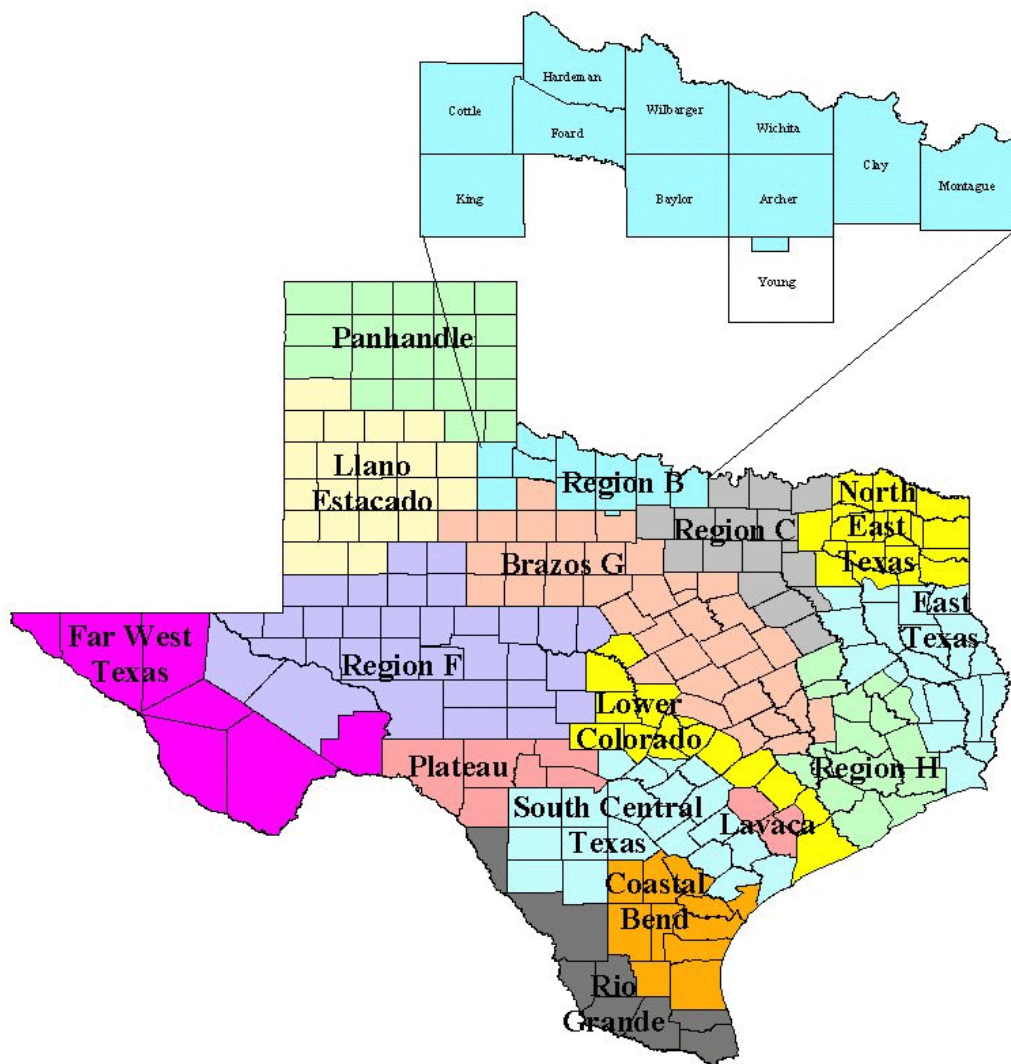 Hardeman
Cottle
Wilbarger
Wichita
Foard
Clay
Montague
King
Baylor
Archer
Young
Panhandle
Llano
Estacado
Region B
North
East
Texas
Region C
Brazos G
East
Texas
Far West
Texas
Region F
Lower
Colorado
Plateau
Region H
South Central
Texas
Lavaca
Coastal
Bend
Rio
Grande